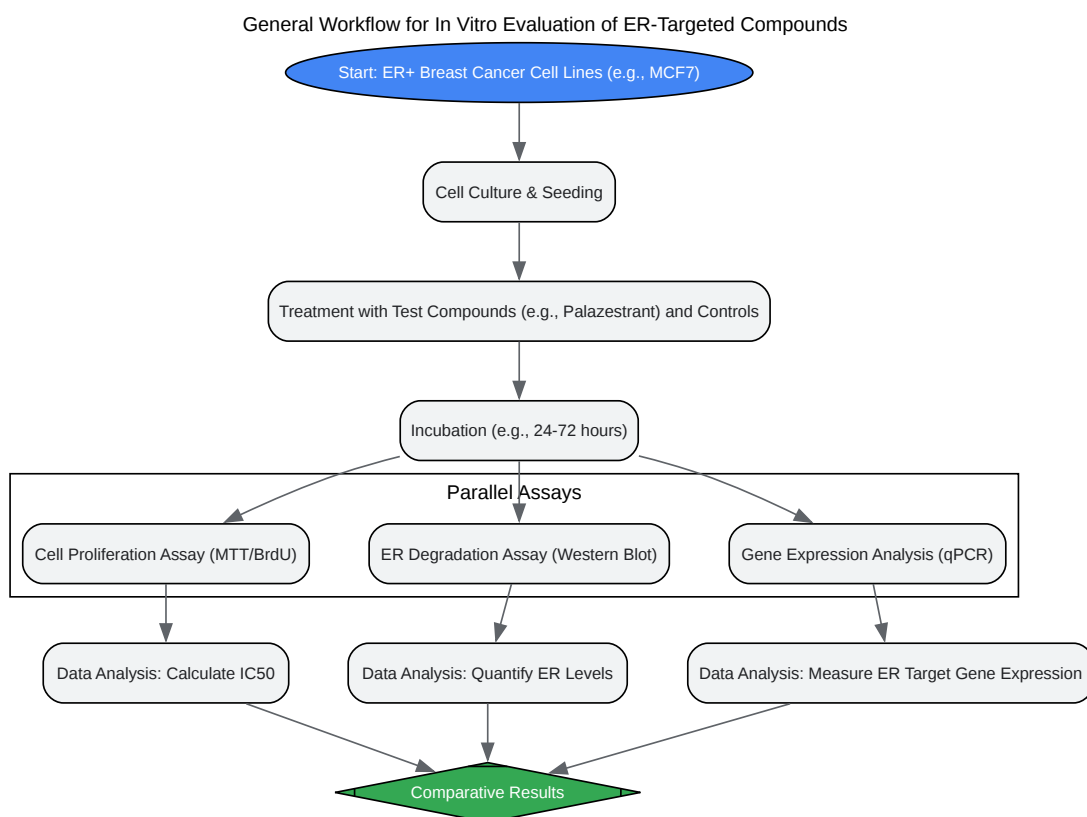 General Workflow for In Vitro Evaluation of ER-Targeted Compounds
Start: ER+ Breast Cancer Cell Lines (e.g., MCF7)
Cell Culture & Seeding
Treatment with Test Compounds (e.g., Palazestrant) and Controls
Incubation (e.g., 24-72 hours)
Parallel Assays
Cell Proliferation Assay (MTT/BrdU)
ER Degradation Assay (Western Blot)
Gene Expression Analysis (qPCR)
Data Analysis: Calculate IC50
Data Analysis: Quantify ER Levels
Data Analysis: Measure ER Target Gene Expression
Comparative Results